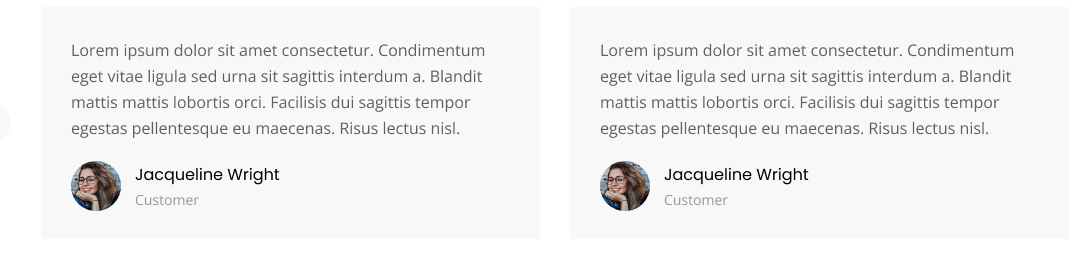 Lorem ipsum dolor sit amet consectetur. Condimentum
eget vitae ligula sed urna sit sagittis interdum a. Blandit
mattis mattis lobortis orci. Facilisis dui sagittis tempor
egestas pellentesque eu maecenas. Risus lectus nisl.
Jacqueline Wright
Customer
Lorem ipsum dolor sit amet consectetur. Condimentum
eget vitae ligula sed urna sit sagittis interdum a. Blandit
mattis mattis lobortis orci. Facilisis dui sagittis tempor
egestas pellentesque eu maecenas. Risus lectus nisl.
Jacqueline Wright
Customer